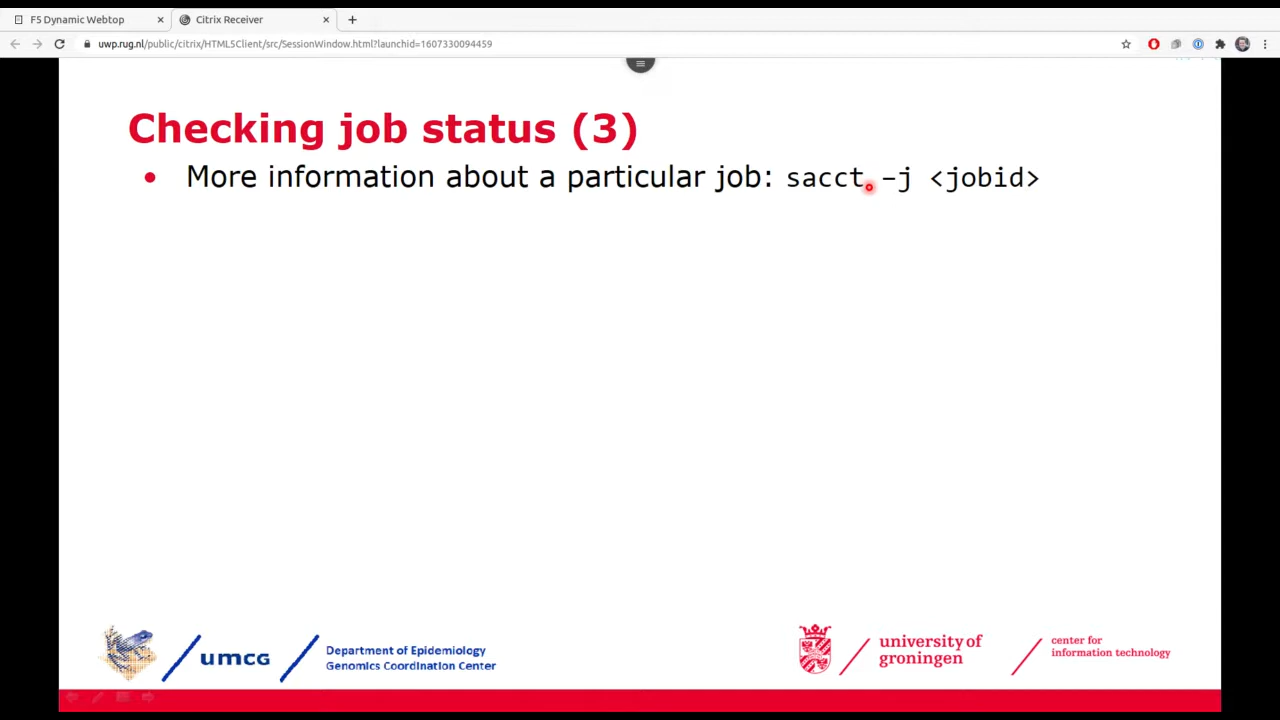 F5 Dynamic Webtop
Citrix Receiver
uwp.rug.nl/public/citrix/HTML5Client/src/SessionWindow.html?launchid=1607330094459
Checking job status (3)
• More information about a particular job: sacct -j <jobid>
umcg
Department of Epidemiology
Genomics Coordination Center
university of
groningen
center for
information technology